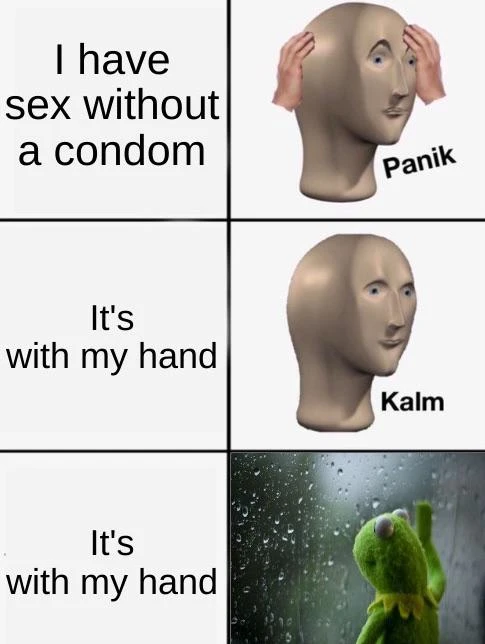 I have
sex without
a condom
Panik
It's
with my hand
Kalm
It's
with my hand